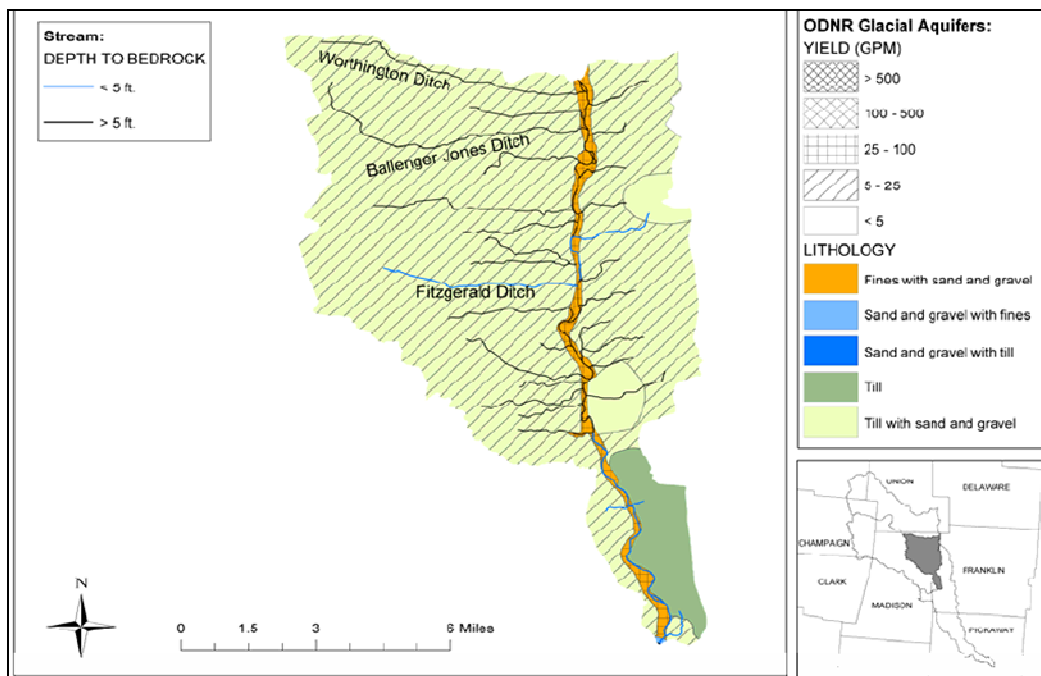 Stream:
DEPTH TO BEDROCK
< 5 ft.
> 5 ft.
Worthington Ditch
Ballenger Jones Ditch
Fitzgerald Ditch
N
0 1.5 3 6 Miles
ODNR Glacial Aquifers:
YIELD (GPM)
> 500
100 - 500
25 - 100
5 - 25
< 5
LITHOLOGY
Fines with sand and gravel
Sand and gravel with fines
Sand and gravel with till
Till
Till with sand and gravel
UNION
DELAWARE
CHAMPAIGN
FRANKLIN
CLARK
MADISON
PICKAWAY